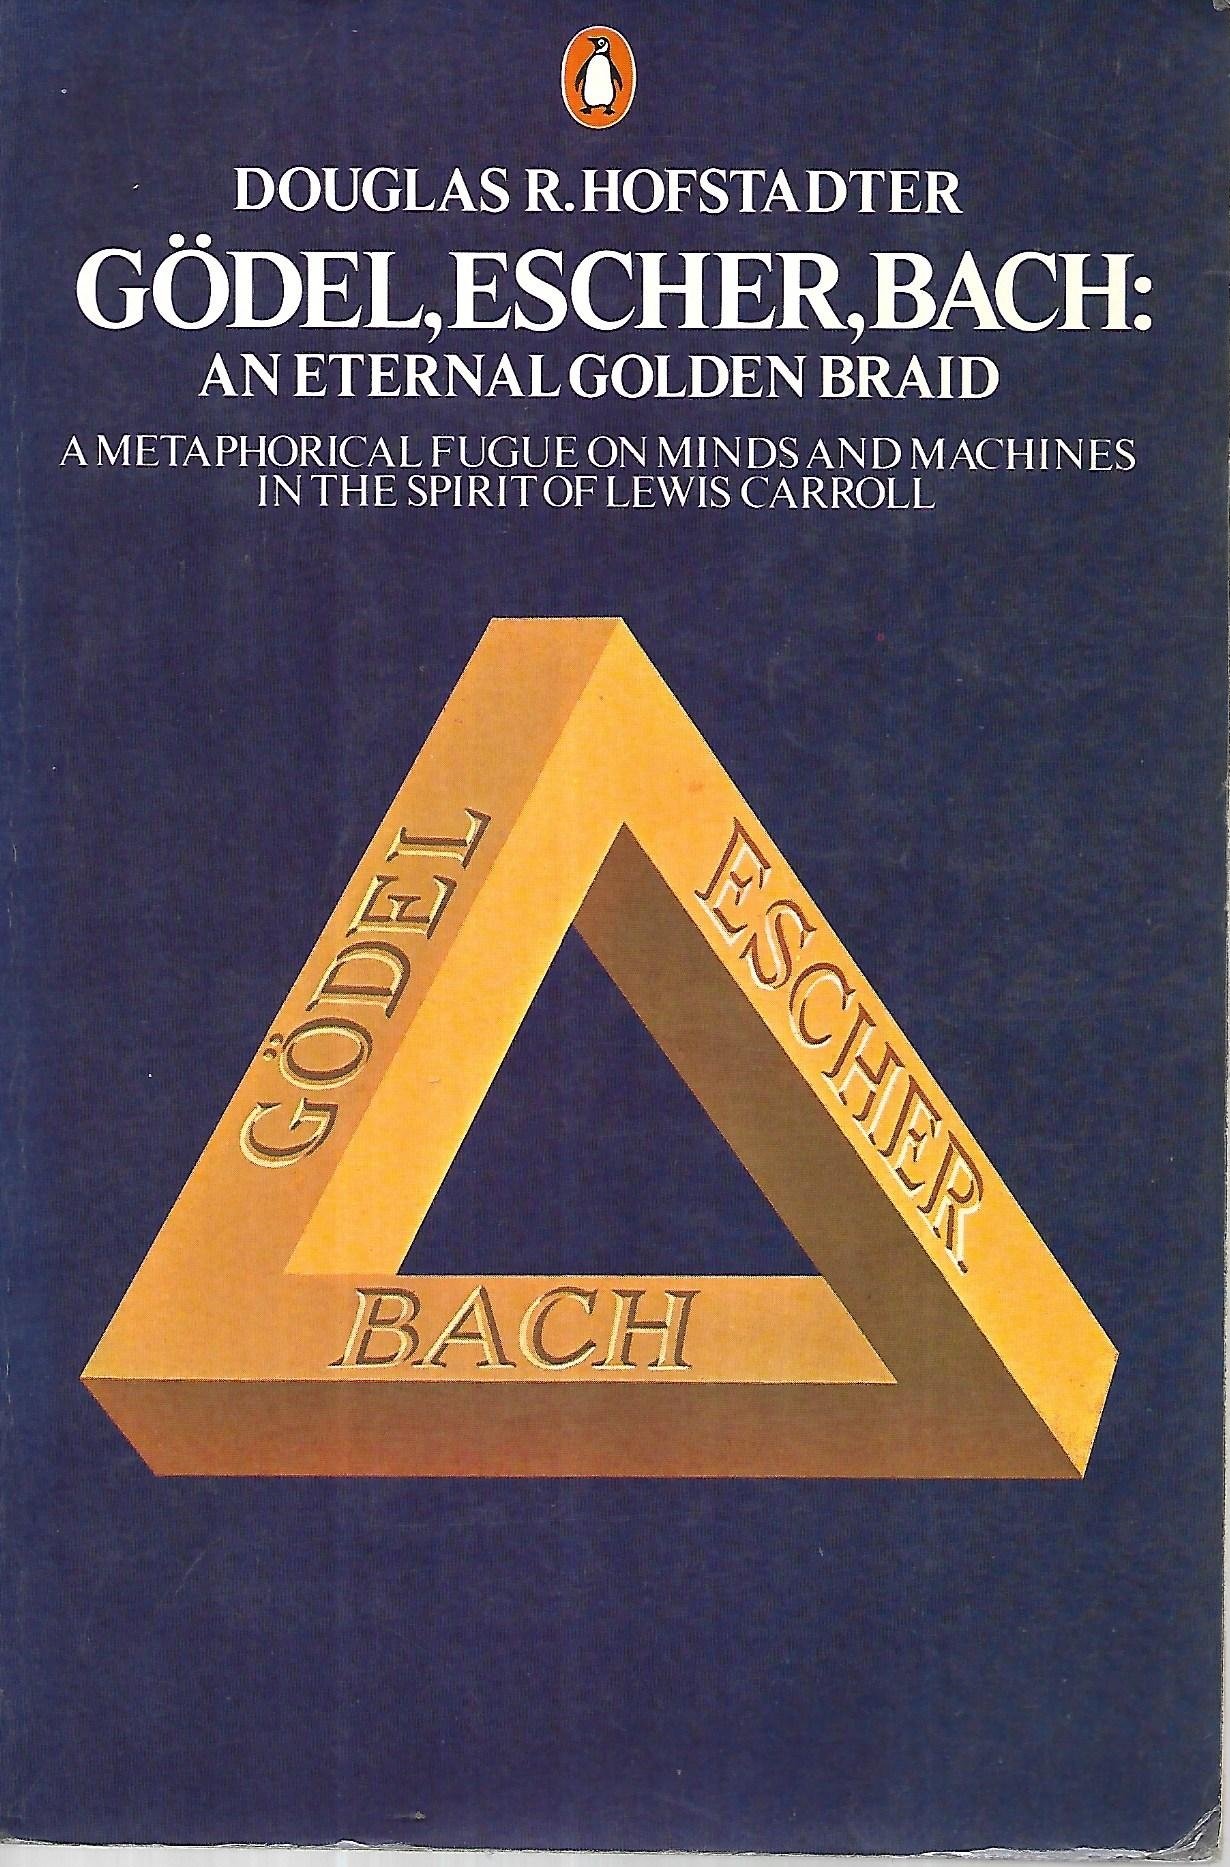 DOUGLAS R. HOFSTADTER
GÖDEL, ESCHER, BACH:
AN ETERNAL GOLDEN BRAID
A METAPHORICAL FUGUE ON MINDS AND MACHINES
IN THE SPIRIT OF LEWIS CARROLL
GÖDEL
ESCHER
BACH